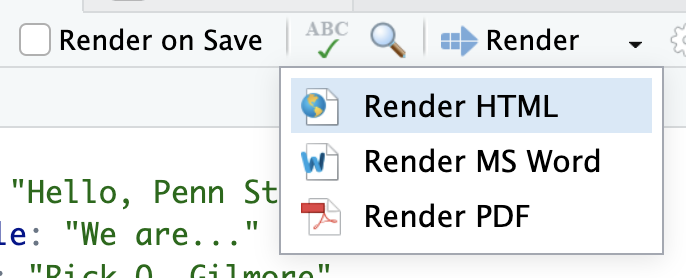 Render on Save ABC Render
Render HTML
Render MS Word
Render PDF
"Hello, Penn St
le: "We are..."
: "Rick O. Gilmore"